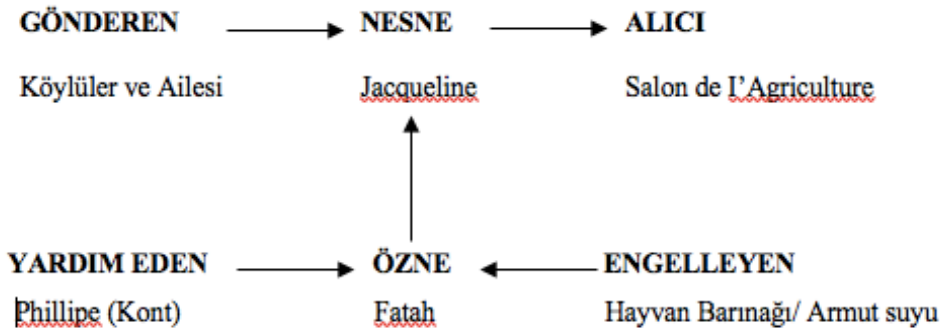 GÖNDEREN NESNE ALICI
Köylüler ve Ailesi Jacqueline Salon de I’Agriculture
YARDIM EDEN ÖZNE ENGELLEYEN
Phillipe (Kont) Fatah Hayvan Barınağı/ Armut suyu